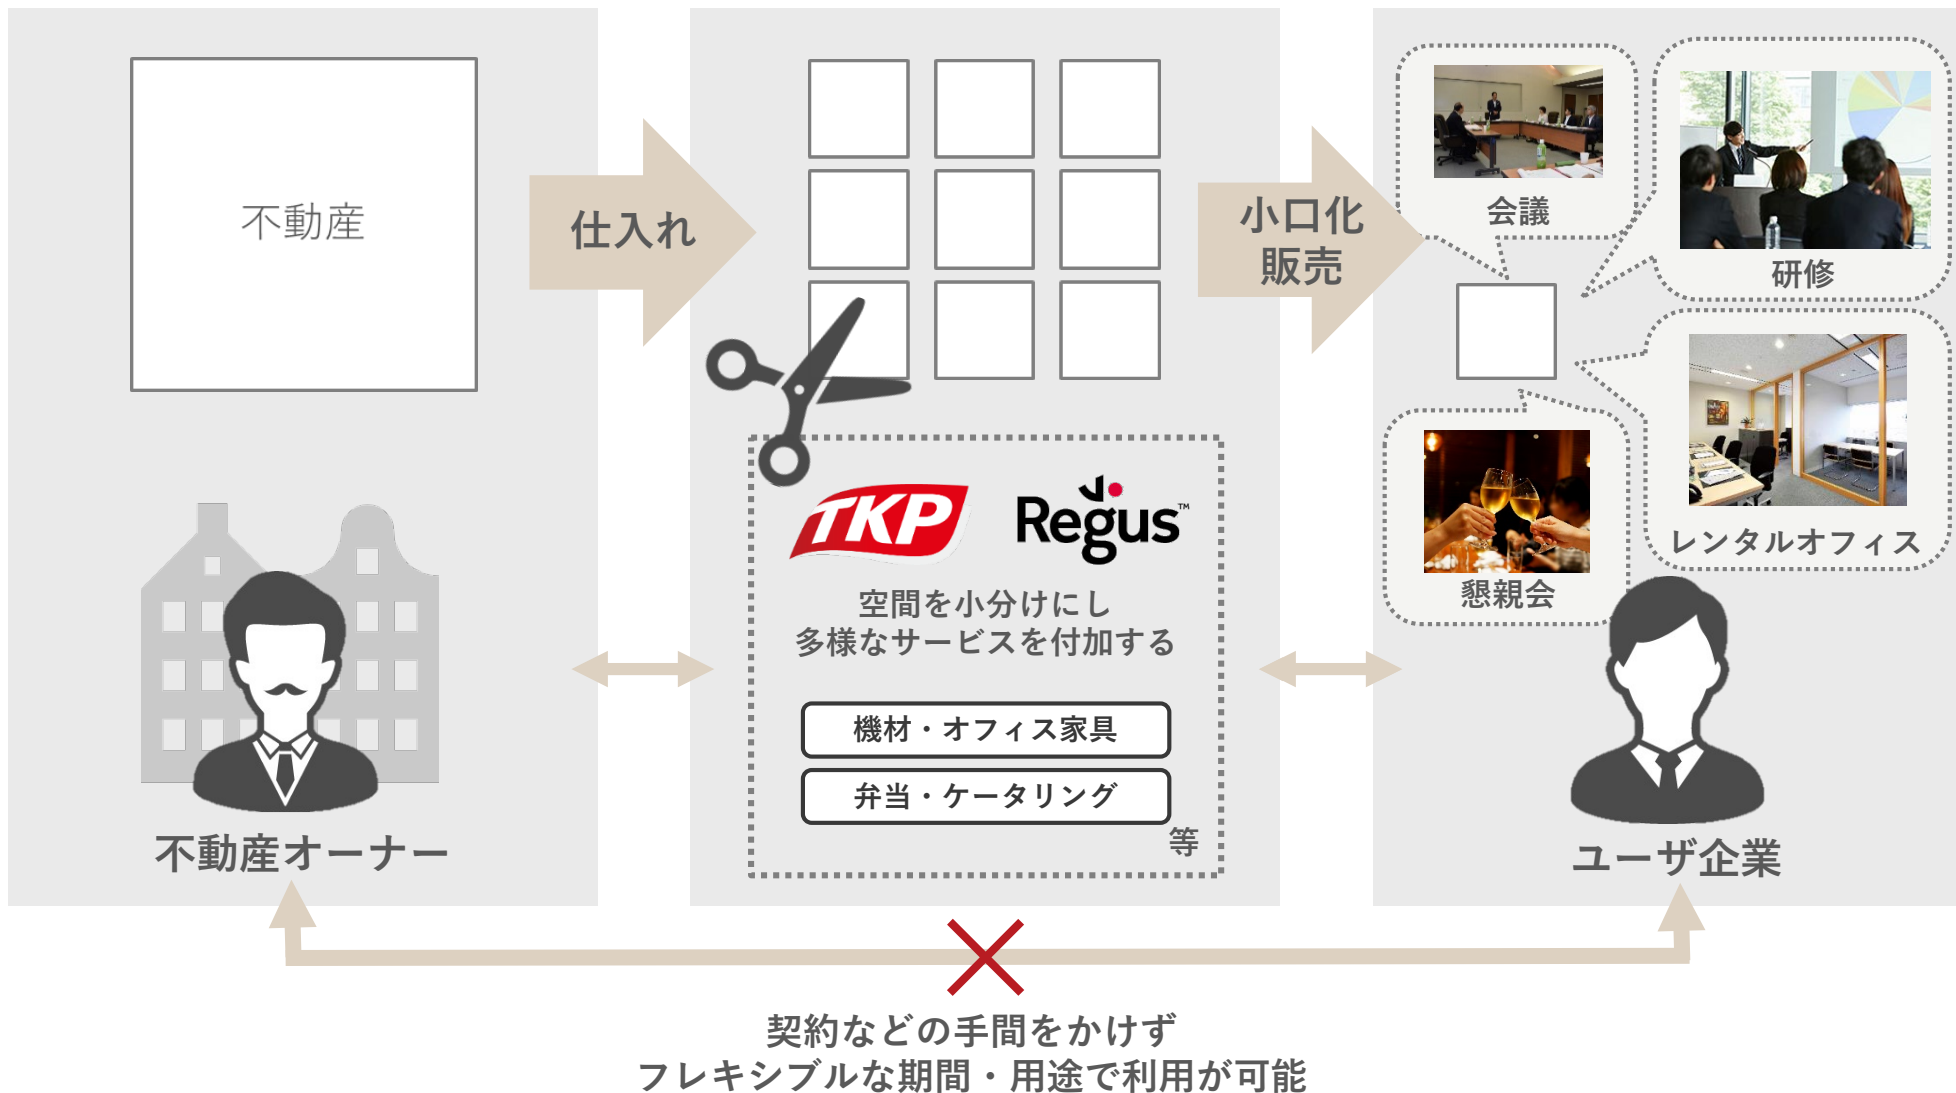 不動産
仕入れ
小口化
販売
会議
研修
レンタルオフィス
懇親会
TKP
Regus™
空間を小分けにし
多様なサービスを付加する
機材・オフィス家具
弁当・ケータリング
等
不動産オーナー
ユーザ企業
契約などの手間をかけず
フレキシブルな期間・用途で利用が可能